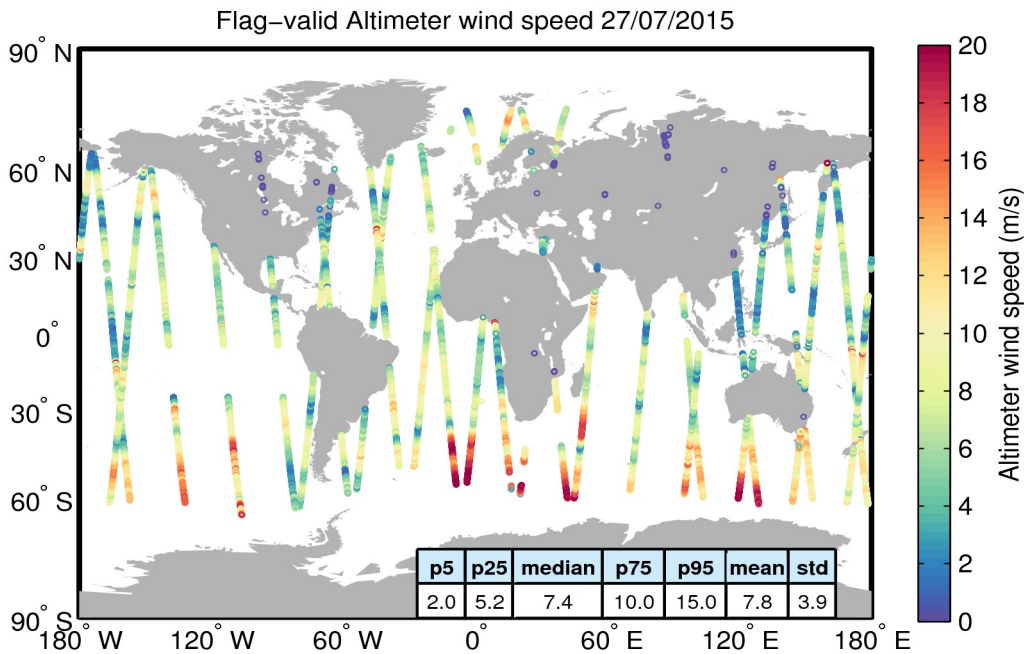 Flag−valid Altimeter wind speed 27/07/2015
90° N
60° N
30° N
0°
30° S
60° S
90° S
180° W
120° W
60° W
0°
60° E
120° E
180° E
p5 p25 median p75 p95 mean std
2.0 5.2 7.4 10.0 15.0 7.8 3.9
20
18
16
14
12
10
8
6
4
2
0
Altimeter wind speed (m/s)